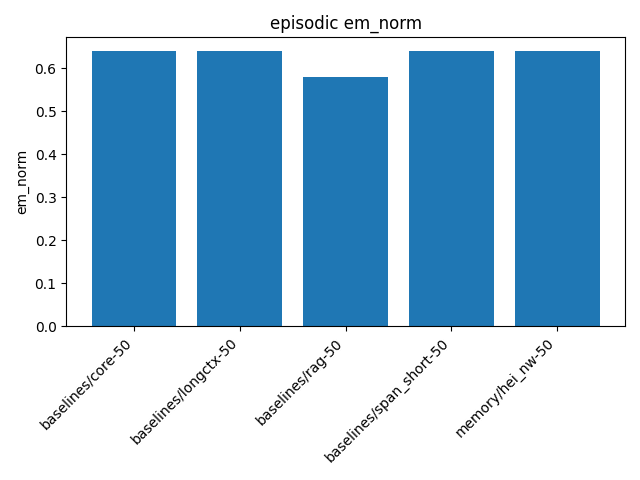 episodic em_norm
em_norm
0.6
0.5
0.4
0.3
0.2
0.1
0.0
baselines/core-50
baselines/longctx-50
baselines/rag-50
baselines/span_short-50
memory/hei_nw-50